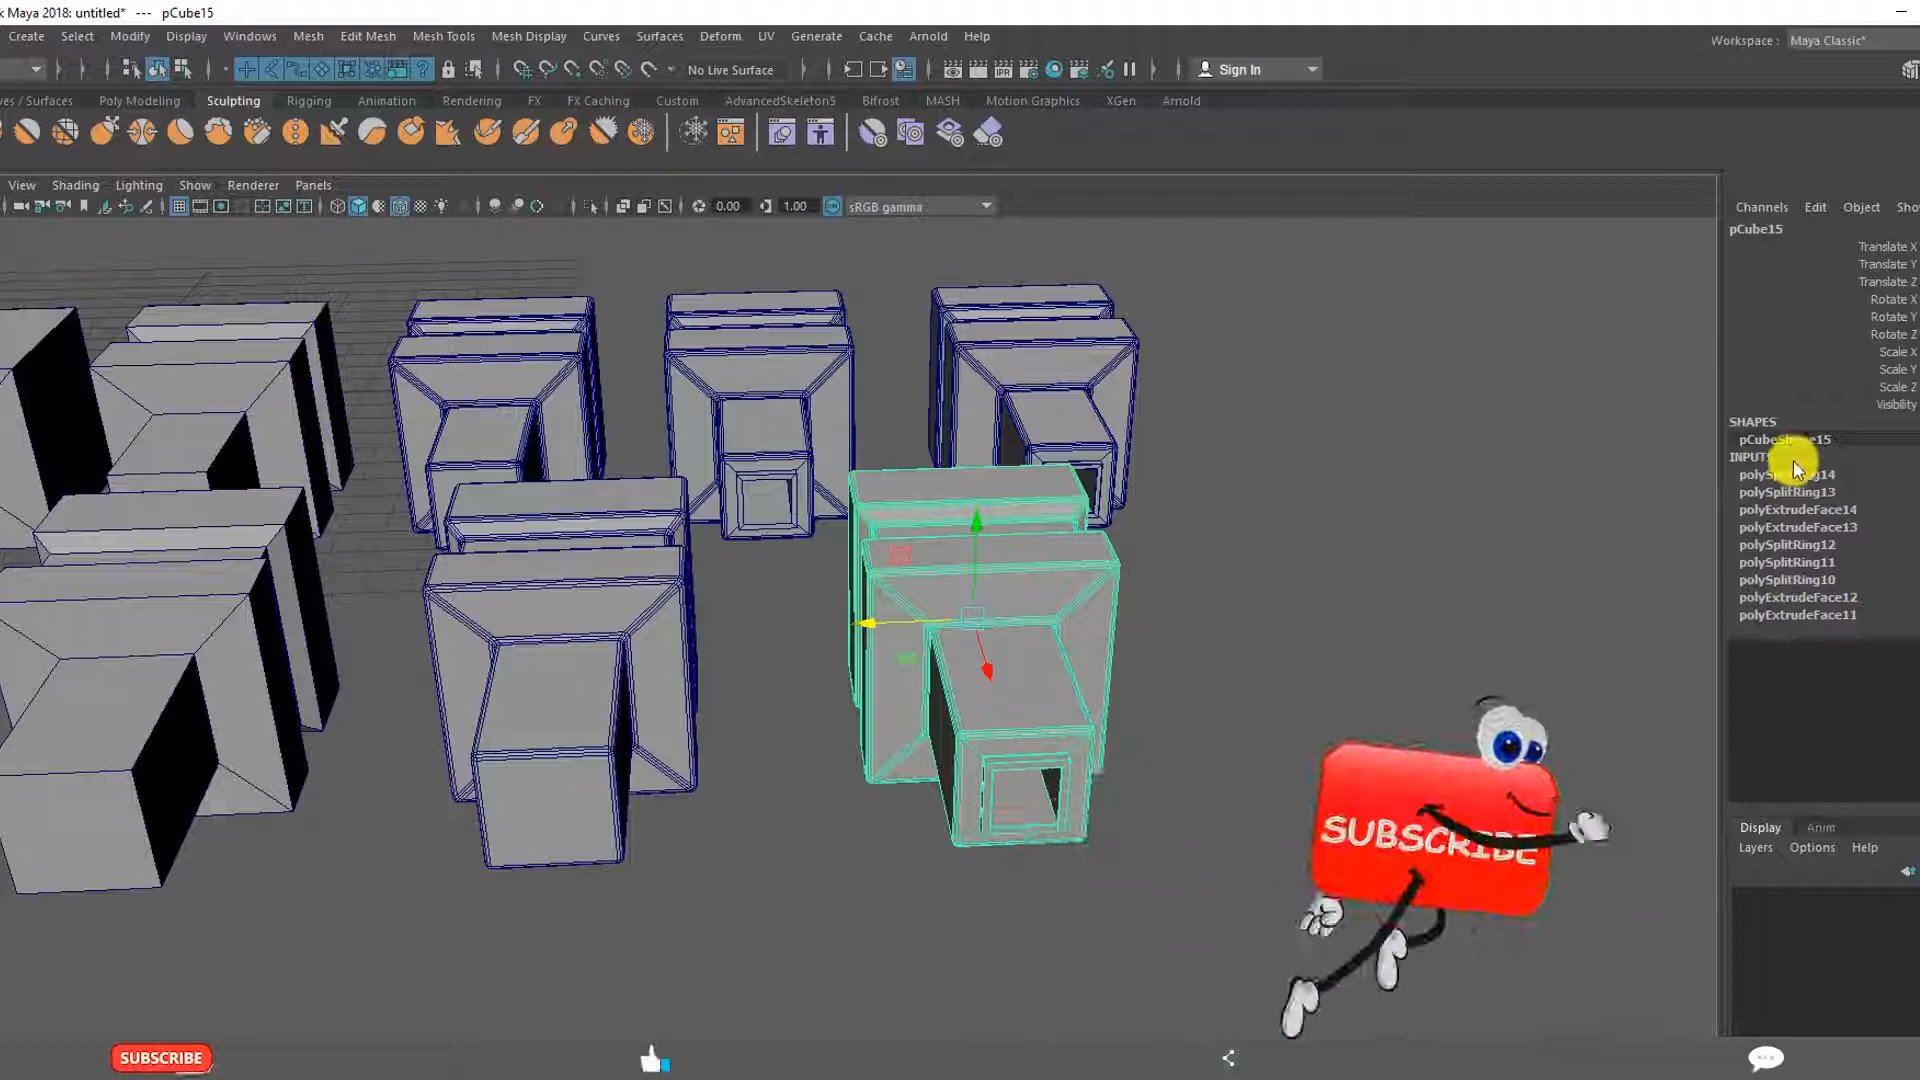 k Maya 2018: untitled* --- pCube15
Create Select Modify Display Windows Mesh Edit Mesh Mesh Tools Mesh Display Curves Surfaces Deform UV Generate Cache Arnold Help
Workspace : Maya Classic*
No Live Surface
Sign In
ves / Surfaces Poly Modeling Sculpting Rigging Animation Rendering FX FX Caching Custom AdvancedSkeleton5 Bifrost MASH Motion Graphics XGen Arnold
View Shading Lighting Show Renderer Panels
0.00 1.00 sRGB gamma
Channels Edit Object Sho
pCube15
Translate X
Translate Y
Translate Z
Rotate X
Rotate Y
Rotate Z
Scale X
Scale Y
Scale Z
Visibility
SHAPES
INPUTS
polySplitRing13
polyExtrudeFace14
polyExtrudeFace13
polySplitRing12
polySplitRing11
polySplitRing10
polyExtrudeFace12
polyExtrudeFace11
SUBSCRIBE
Display Anim
Layers Options Help
SUBSCRIBE